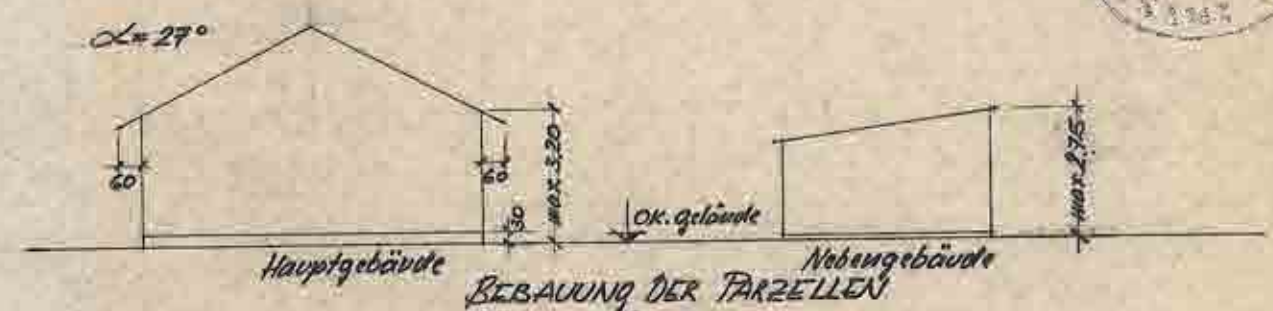 α = 27°
60
60
30
max 3.20
OK. Gelände
max 2.75
Hauptgebäude
Nebengebäude
BEBAUUNG DER PARZELLEN